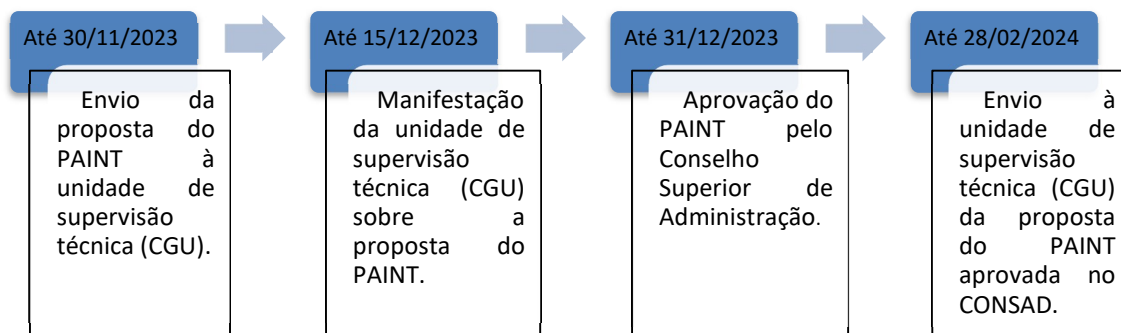 Até 30/11/2023
Envio da
proposta do
PAINT à
unidade de
supervisão
técnica (CGU).
Até 15/12/2023
Manifestação
da unidade de
supervisão
técnica (CGU)
sobre a
proposta do
PAINT.
Até 31/12/2023
Aprovação do
PAINT pelo
Conselho
Superior de
Administração.
Até 28/02/2024
Envio à
unidade de
supervisão
técnica (CGU)
da proposta
do PAINT
aprovada no
CONSAD.